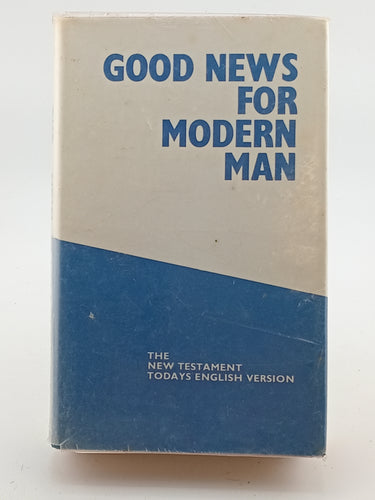 GOOD NEWS
FOR
MODERN
MAN
THE
NEW TESTAMENT
TODAYS ENGLISH VERSION